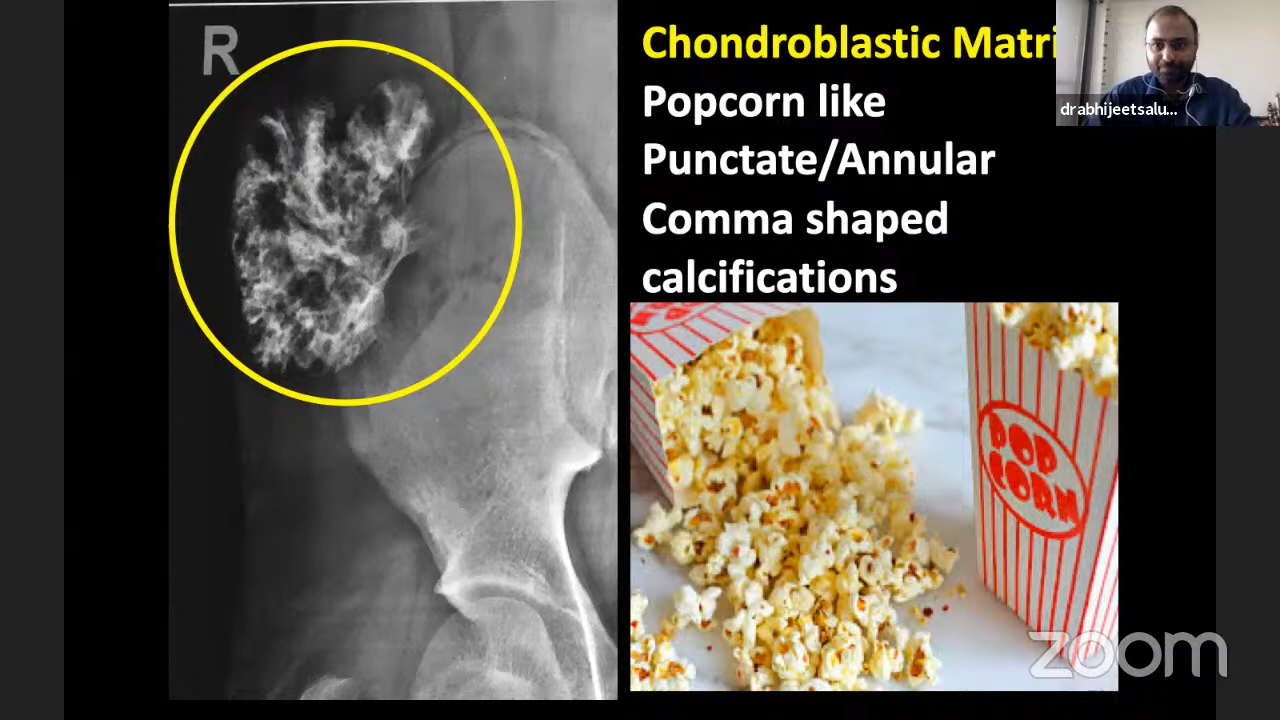 R
Chondroblastic Matri
Popcorn like
Punctate/Annular
Comma shaped
calcifications
drabhijeetsalu...
POP
CORN
zoom